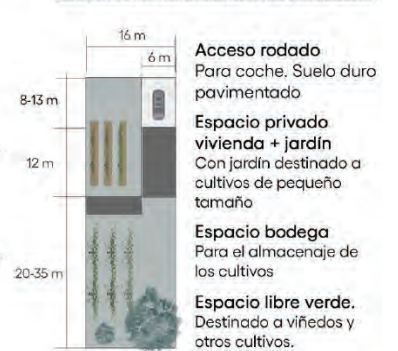 16 m
6 m
8-13 m
12 m
20-35 m
Acceso rodado
Para coche. Suelo duro
pavimentado
Espacio privado
vivienda + jardín
Con jardín destinado a
cultivos de pequeño
tamaño
Espacio bodega
Para el almacenaje de
los cultivos
Espacio libre verde.
Destinado a viñedos y
otros cultivos.